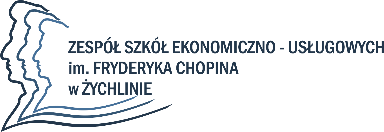 ZESPÓŁ SZKÓŁ EKONOMICZNO - USŁUGOWYCH
im. FRYDERYKA CHOPINA
w ŻYCHLINIE